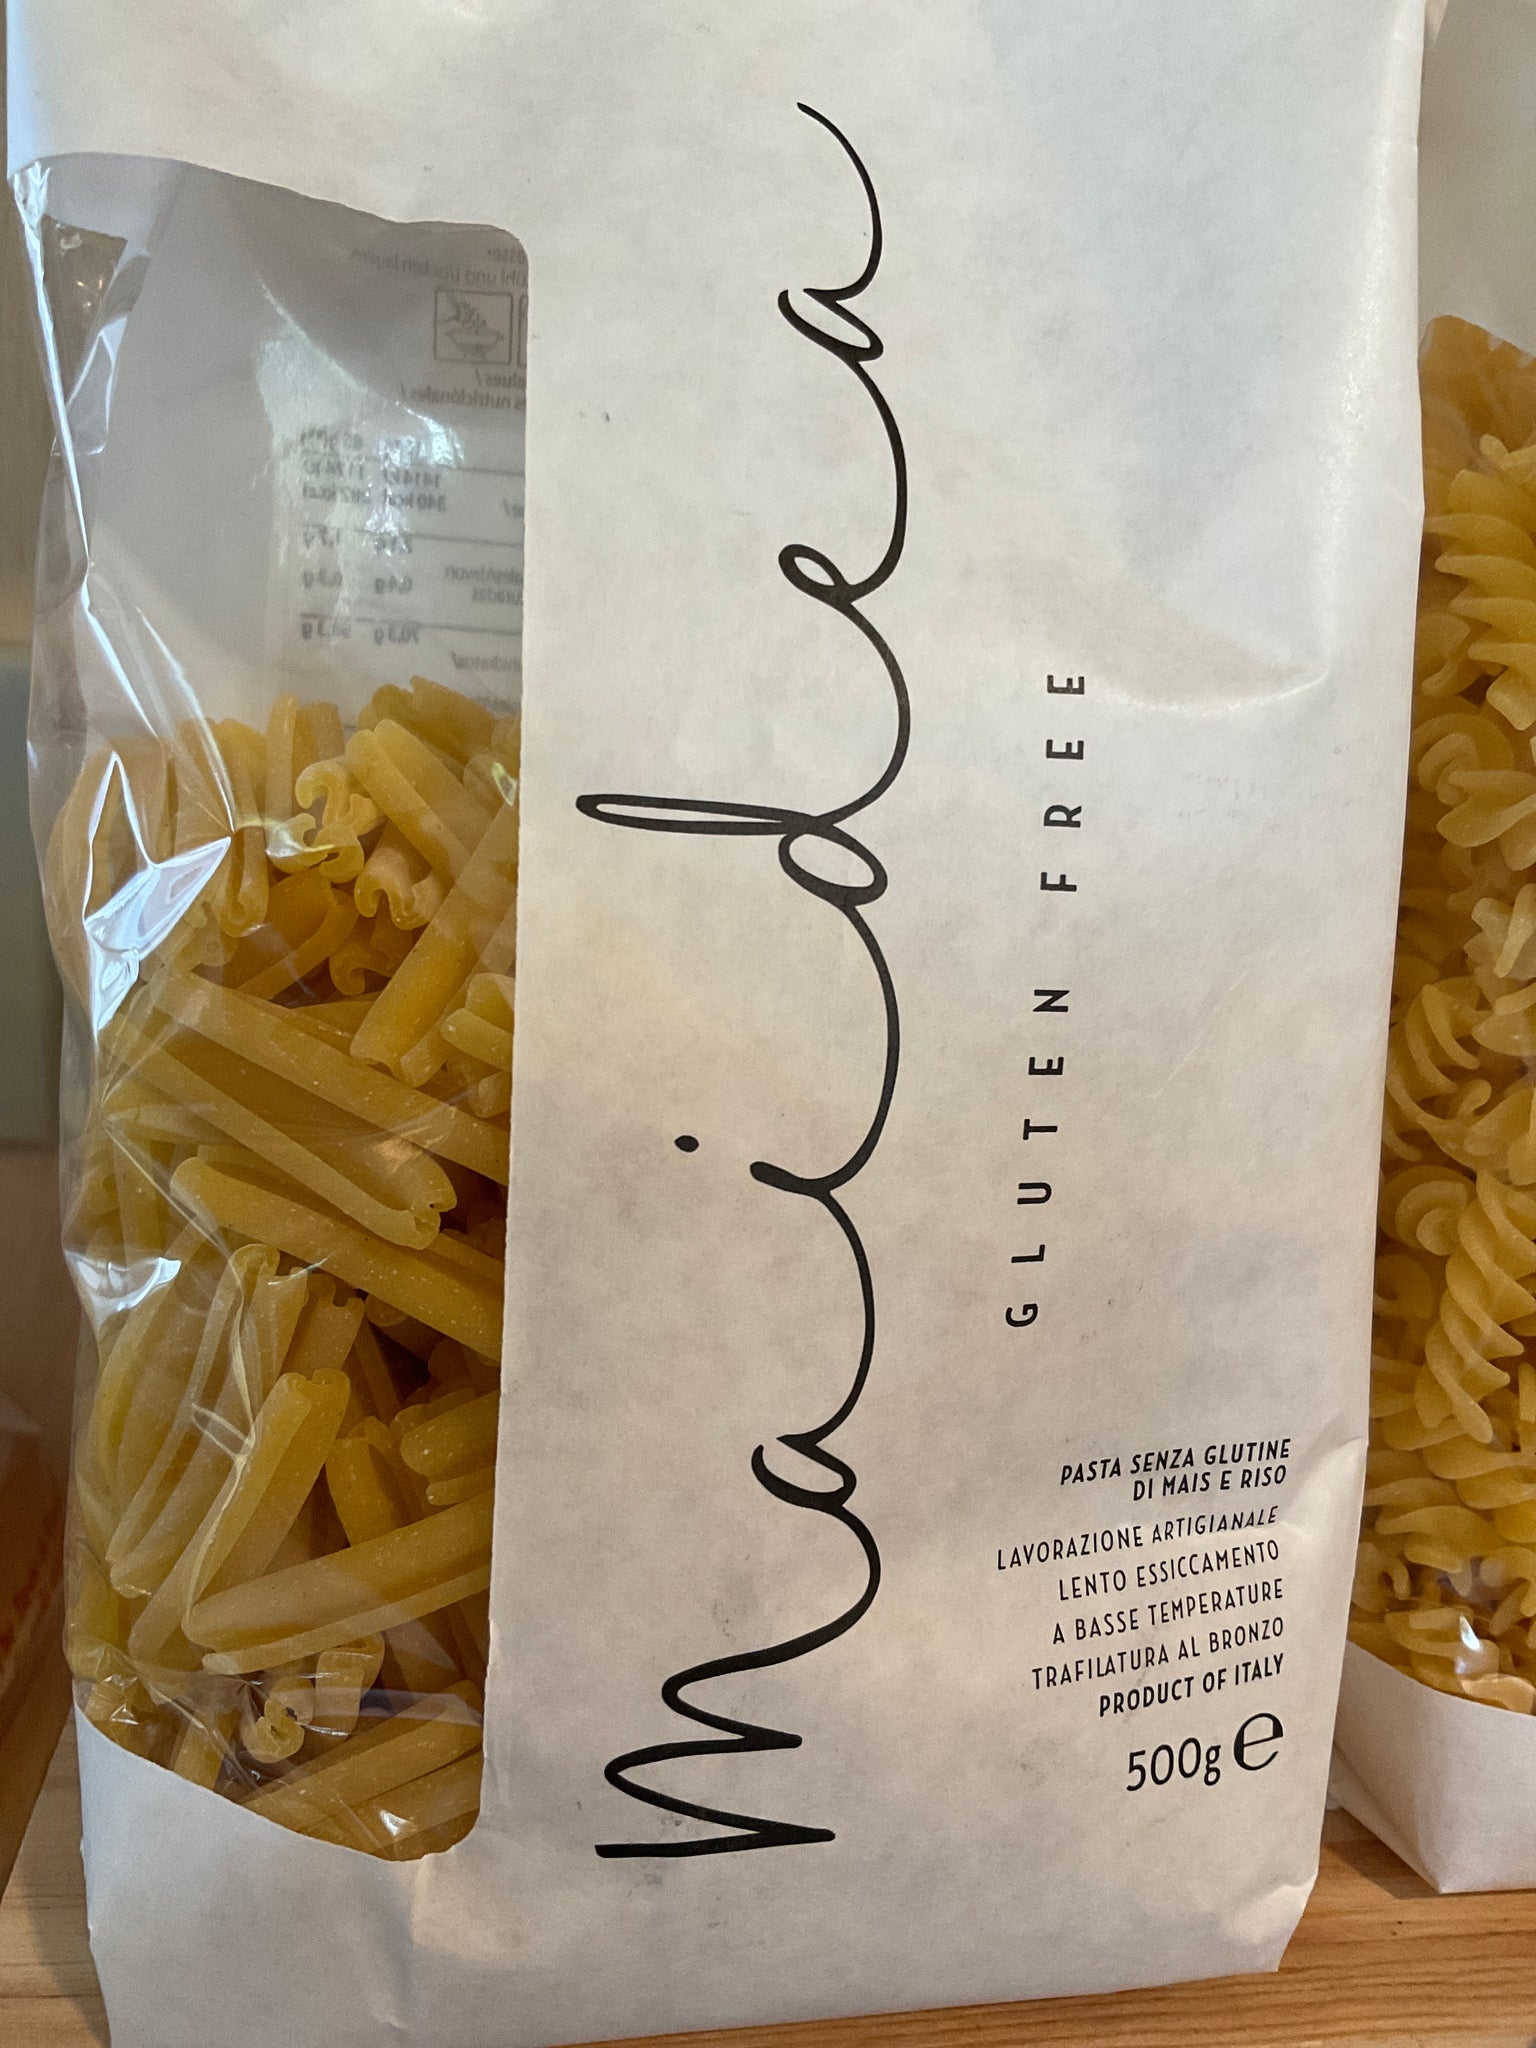 maidea
GLUTEN FREE
PASTA SENZA GLUTINE
DI MAIS E RISO
LAVORAZIONE ARTIGIANALE
LENTO ESSICCAMENTO
A BASSE TEMPERATURE
TRAFILATURA AL BRONZO
PRODUCT OF ITALY
500g e